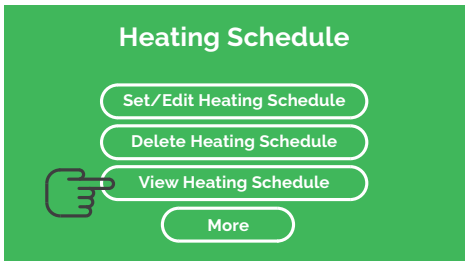 Heating Schedule
Set/Edit Heating Schedule
Delete Heating Schedule
View Heating Schedule
More